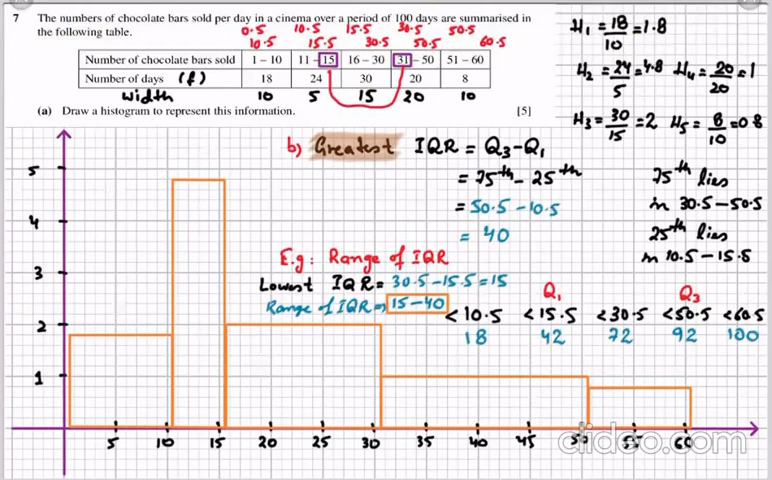 7 The numbers of chocolate bars sold per day in a cinema over a period of 100 days are summarised in the following table.
0.5 10.5 15.5 30.5 50.5
10.5 15.5 30.5 50.5 60.5
Number of chocolate bars sold 1 – 10 11 – 15 16 – 30 31 – 50 51 – 60
Number of days (f) 18 24 30 20 8
width 10 5 15 20 10
(a) Draw a histogram to represent this information. [5]
H₁ = 18/10 = 1.8
H₂ = 24/5 = 4.8 H₄ = 20/20 = 1
H₃ = 30/15 = 2 H₅ = 8/10 = 0.8
b) Greatest IQR = Q₃ - Q₁
= 75th - 25th
= 50.5 - 10.5
= 40
75th lies
in 30.5 - 50.5
25th lies
in 10.5 - 15.5
E.g: Range of IQR
Lowest IQR = 30.5 - 15.5 = 15
Range of IQR ⇒ 15 - 40
Q₁ Q₃
<10.5 <15.5 <30.5 <50.5 <60.5
18 42 72 92 100
5
4
3
2
1
5 10 15 20 25 30 35 40 45 50 55 60
clideo.com